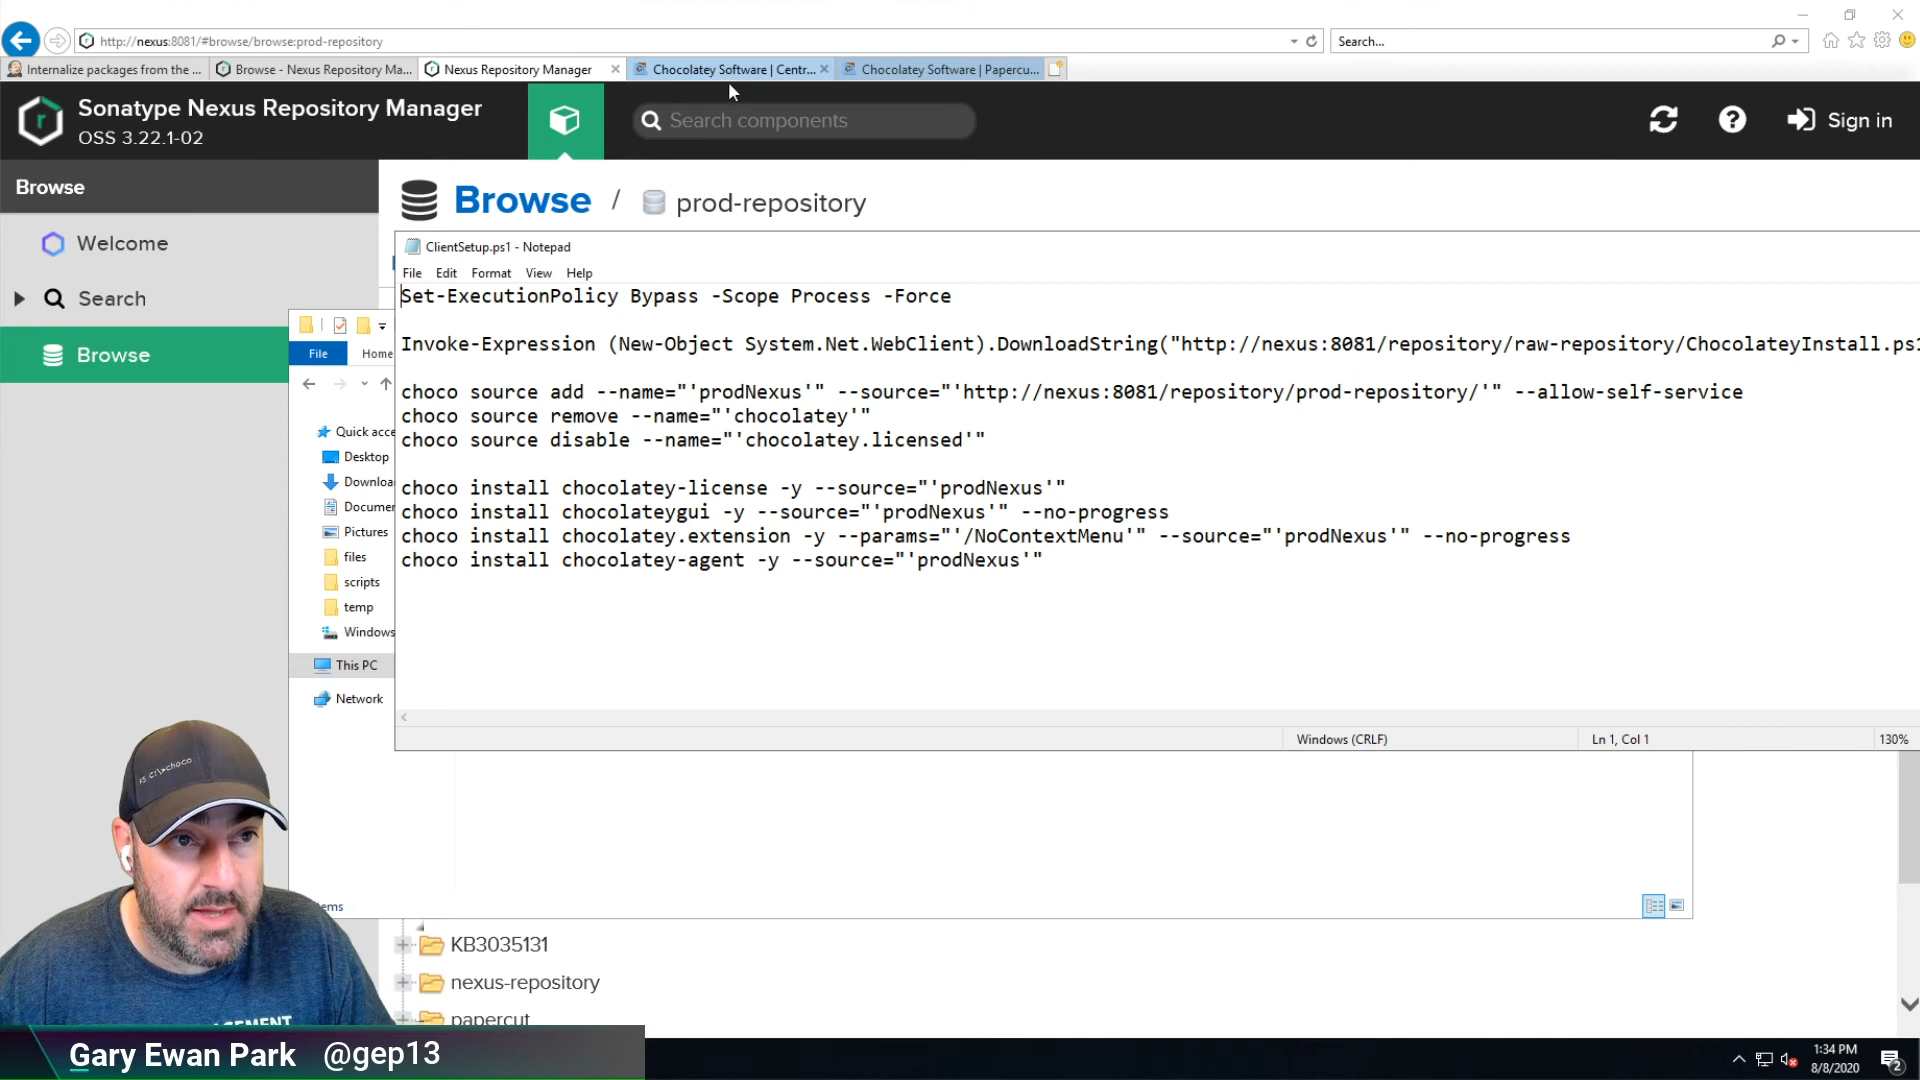 http://nexus:8081/#browse/browse:prod-repository
Search...
Internalize packages from the ...
Browse - Nexus Repository Ma...
Nexus Repository Manager
Chocolatey Software | Centr...
Chocolatey Software | Papercu...
Sonatype Nexus Repository Manager
OSS 3.22.1-02
Search components
Sign in
Browse
Welcome
Search
Browse
Browse / prod-repository
ClientSetup.ps1 - Notepad
File Edit Format View Help
Set-ExecutionPolicy Bypass -Scope Process -Force
Invoke-Expression (New-Object System.Net.WebClient).DownloadString("http://nexus:8081/repository/raw-repository/ChocolateyInstall.ps1
choco source add --name="'prodNexus'" --source="'http://nexus:8081/repository/prod-repository/'" --allow-self-service
choco source remove --name="'chocolatey'"
choco source disable --name="'chocolatey.licensed'"
choco install chocolatey-license -y --source="'prodNexus'"
choco install chocolateygui -y --source="'prodNexus'" --no-progress
choco install chocolatey.extension -y --params="'/NoContextMenu'" --source="'prodNexus'" --no-progress
choco install chocolatey-agent -y --source="'prodNexus'"
Windows (CRLF)
Ln 1, Col 1
130%
File
Home
Quick acce
Desktop
Downloa
Documer
Pictures
files
scripts
temp
Windows
This PC
Network
ems
KB3035131
nexus-repository
papercut
PS C:\>choco
Gary Ewan Park @gep13
1:34 PM
8/8/2020
2